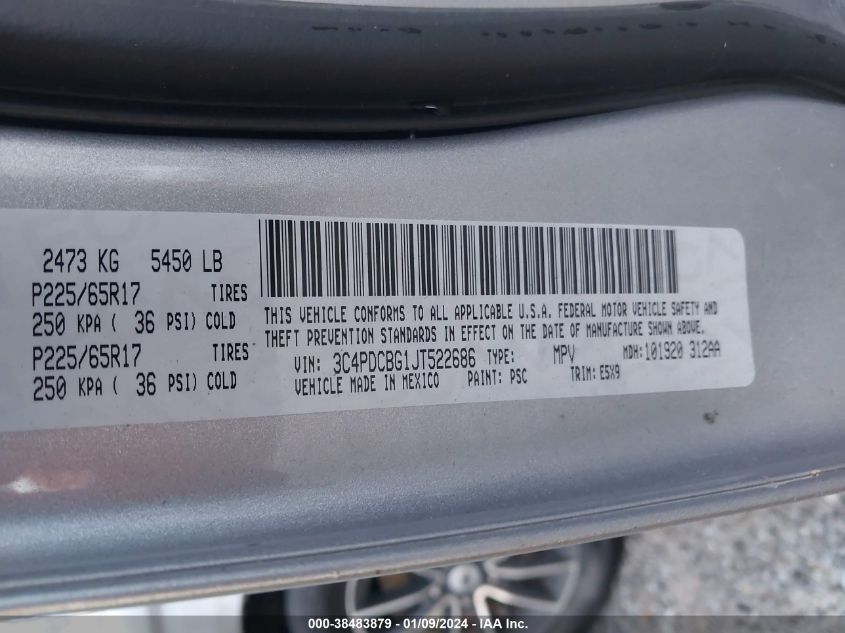 2473 KG 5450 LB
P225/65R17 TIRES
250 KPA ( 36 PSI) COLD
P225/65R17 TIRES
250 KPA ( 36 PSI) COLD
THIS VEHICLE CONFORMS TO ALL APPLICABLE U.S.A. FEDERAL MOTOR VEHICLE SAFETY AND
THEFT PREVENTION STANDARDS IN EFFECT ON THE DATE OF MANUFACTURE SHOWN ABOVE.
VIN: 3C4PDCBG1JT522686 TYPE: MPV MDH:101920 312AA
VEHICLE MADE IN MEXICO PAINT: PSC TRIM: E5X9
000-38483879 - 01/09/2024 - IAA Inc.